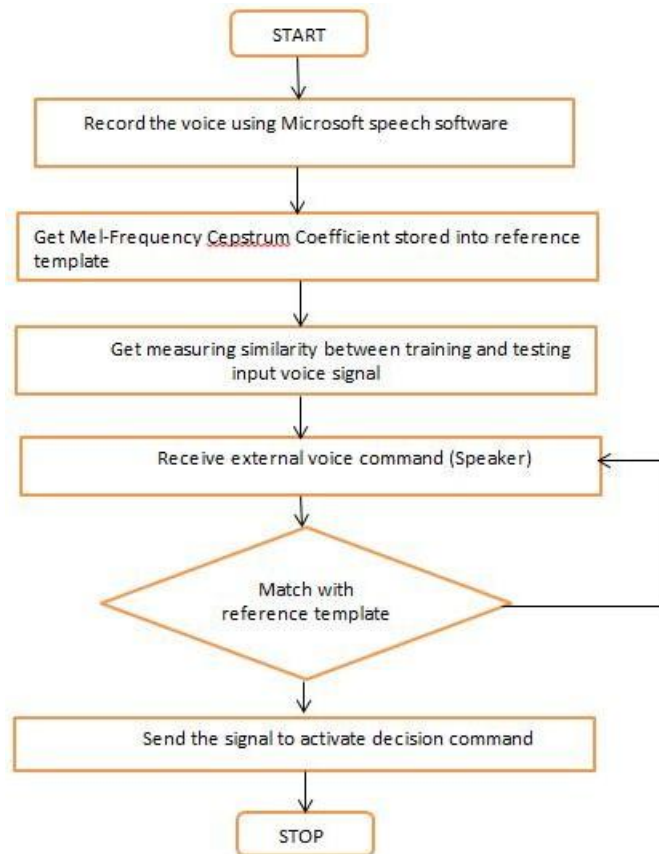 START
Record the voice using Microsoft speech software
Get Mel-Frequency Cepstrum Coefficient stored into reference
template
Get measuring similarity between training and testing
input voice signal
Receive external voice command (Speaker)
Match with
reference template
Send the signal to activate decision command
STOP